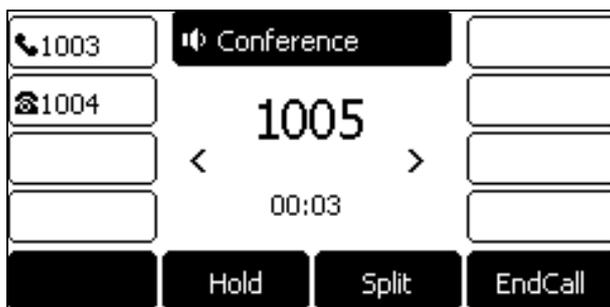 1003
Conference
1004
1005
<
>
00:03
Hold
Split
EndCall